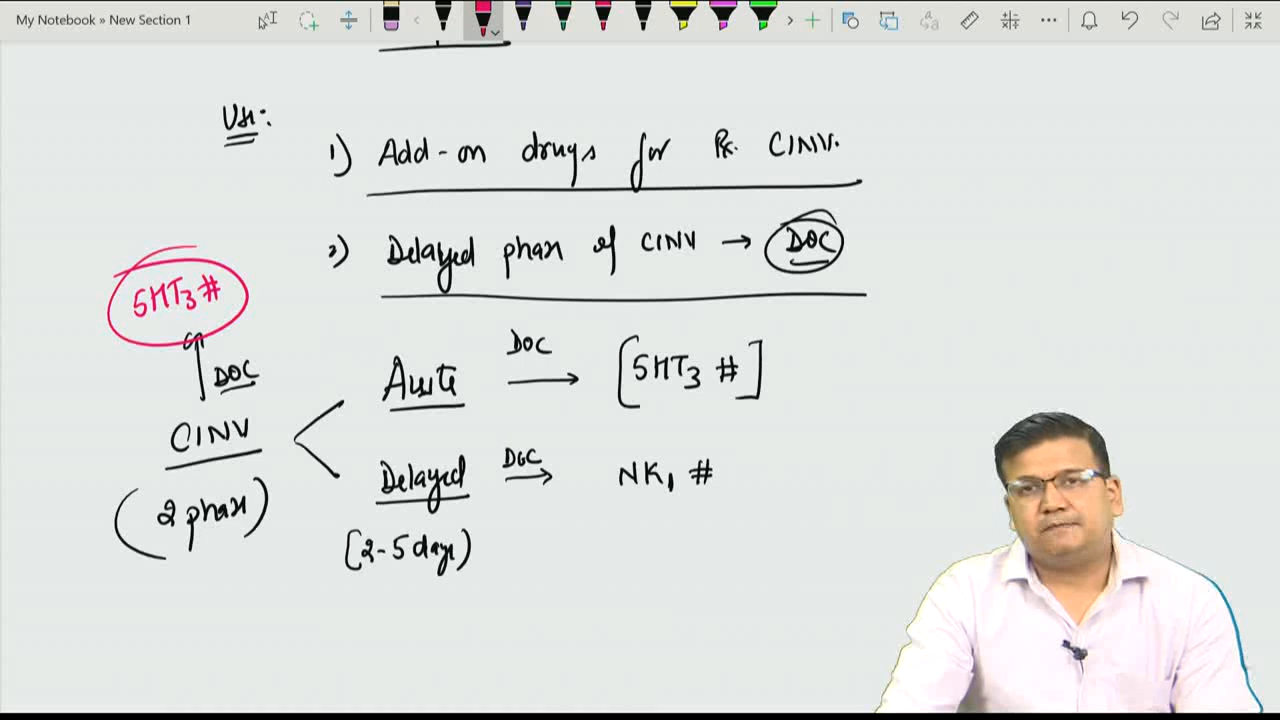 My Notebook » New Section 1
Use:
1) Add-on drugs for Rx CINV.
2) Delayed phase of CINV → DOC
5HT3 #
DOC
CINV
(2 phase)
Acute DOC → [5HT3 #]
Delayed DOC → NK1 #
(2-5 days)